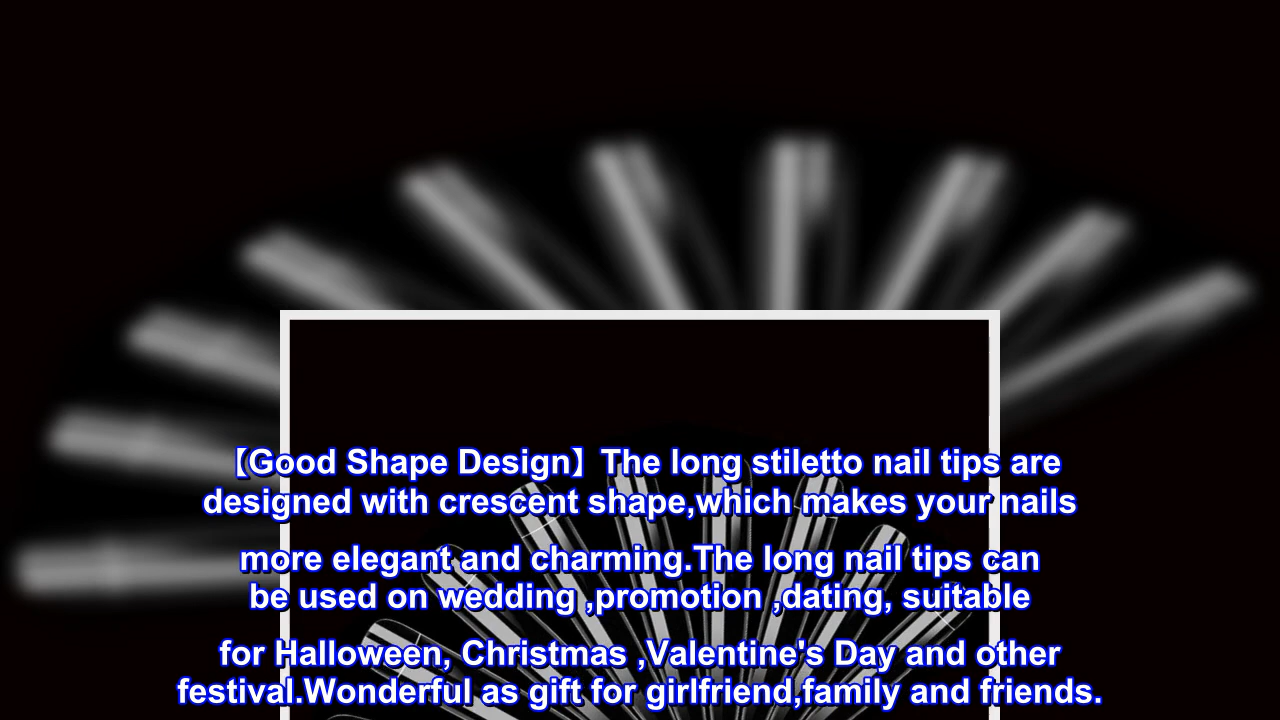 【Good Shape Design】The long stiletto nail tips are
designed with crescent shape,which makes your nails
more elegant and charming.The long nail tips can
be used on wedding ,promotion ,dating, suitable
for Halloween, Christmas ,Valentine's Day and other
festival.Wonderful as gift for girlfriend,family and friends.